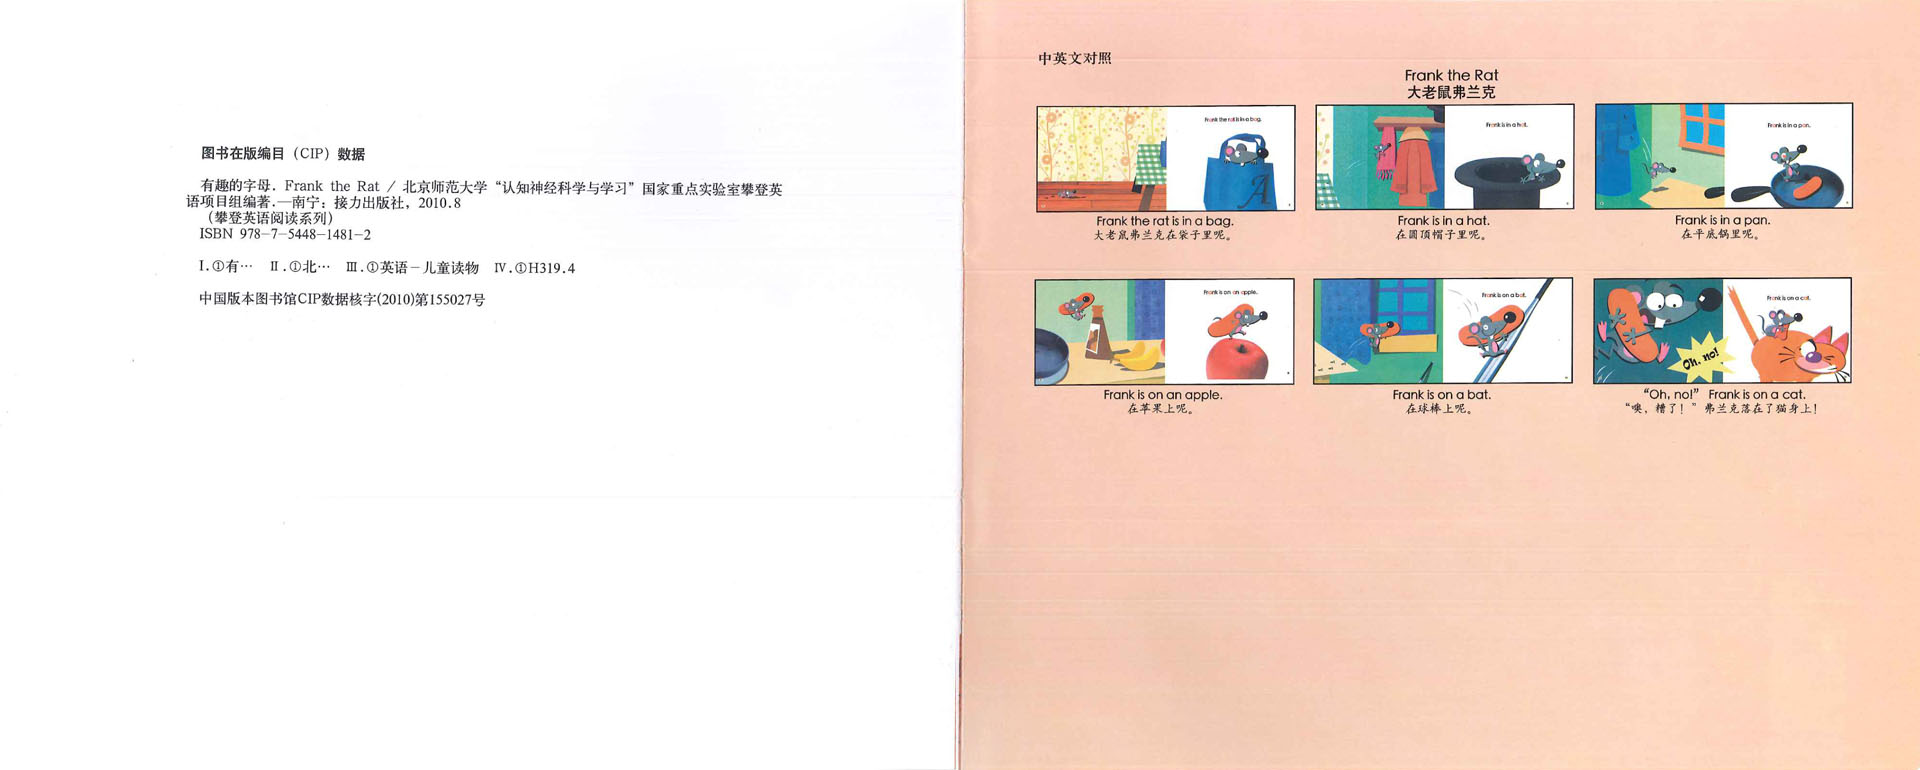 图书在版编目（CIP）数据
有趣的字母．Frank the Rat / 北京师范大学“认知神经科学与学习”国家重点实验室攀登英
语项目组编著.—南宁：接力出版社，2010.8
（攀登英语阅读系列）
ISBN 978-7-5448-1481-2
Ⅰ.①有… Ⅱ.①北… Ⅲ.①英语－儿童读物 Ⅳ.①H319.4
中国版本图书馆CIP数据核字(2010)第155027号
中英文对照
Frank the Rat
大老鼠弗兰克
Frank the rat is in a bag.
A
Frank the rat is in a bag.
大老鼠弗兰克在袋子里呢。
Frank is in a hat.
Frank is in a hat.
在圆顶帽子里呢。
Frank is in a pan.
Frank is in a pan.
在平底锅里呢。
Frank is on an apple.
Frank is on an apple.
在苹果上呢。
Frank is on a bat.
Frank is on a bat.
在球棒上呢。
Oh, no!
Frank is on a cat.
“Oh, no!” Frank is on a cat.
“噢，糟了！”弗兰克落在了猫身上！